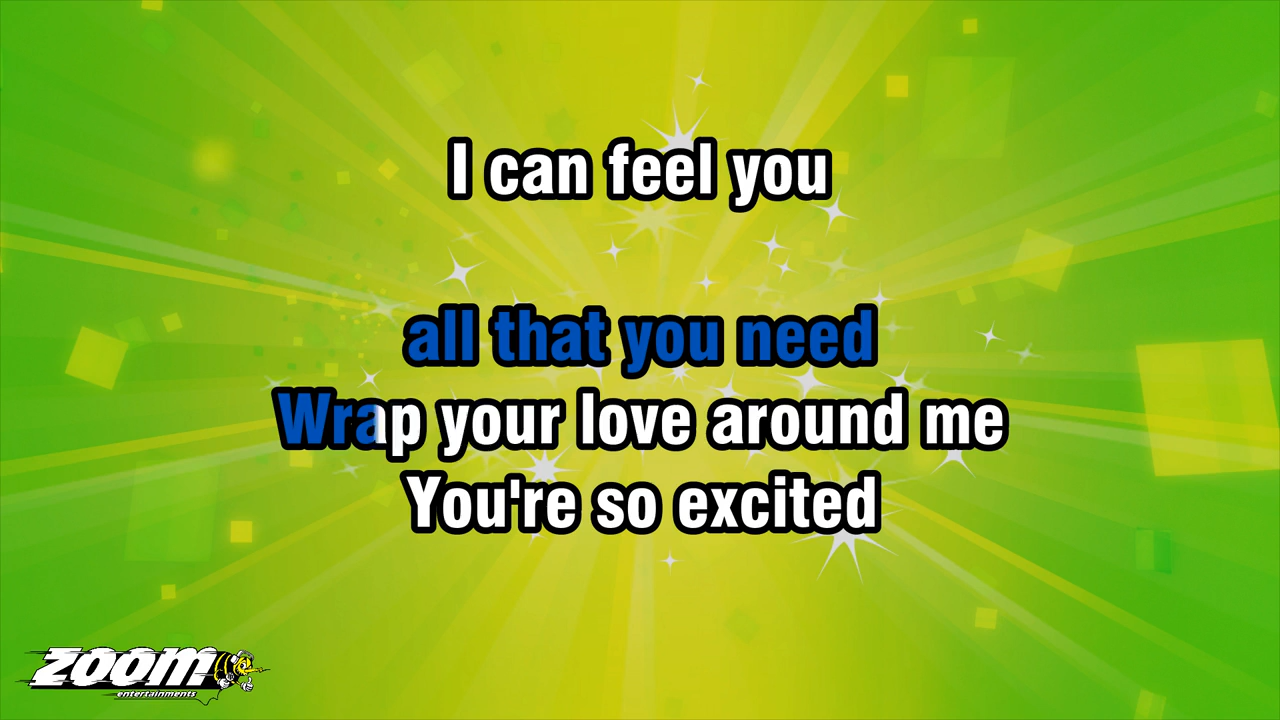 I can feel you
all that you need
Wrap your love around me
You're so excited
zoom
entertainments